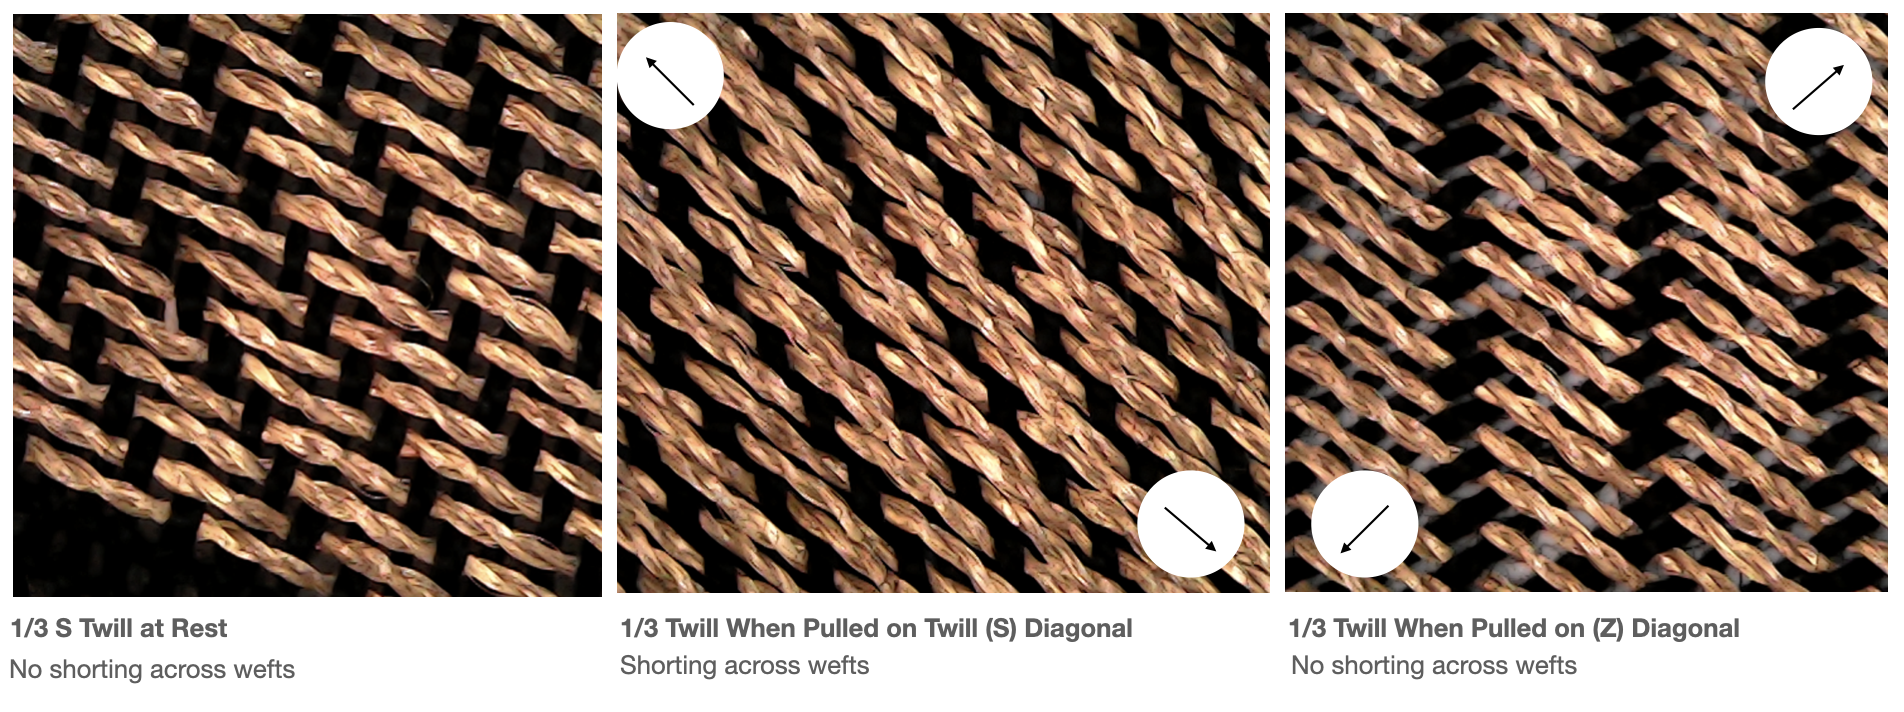 1/3 S Twill at Rest
No shorting across wefts
1/3 Twill When Pulled on Twill (S) Diagonal
Shorting across wefts
1/3 Twill When Pulled on (Z) Diagonal
No shorting across wefts